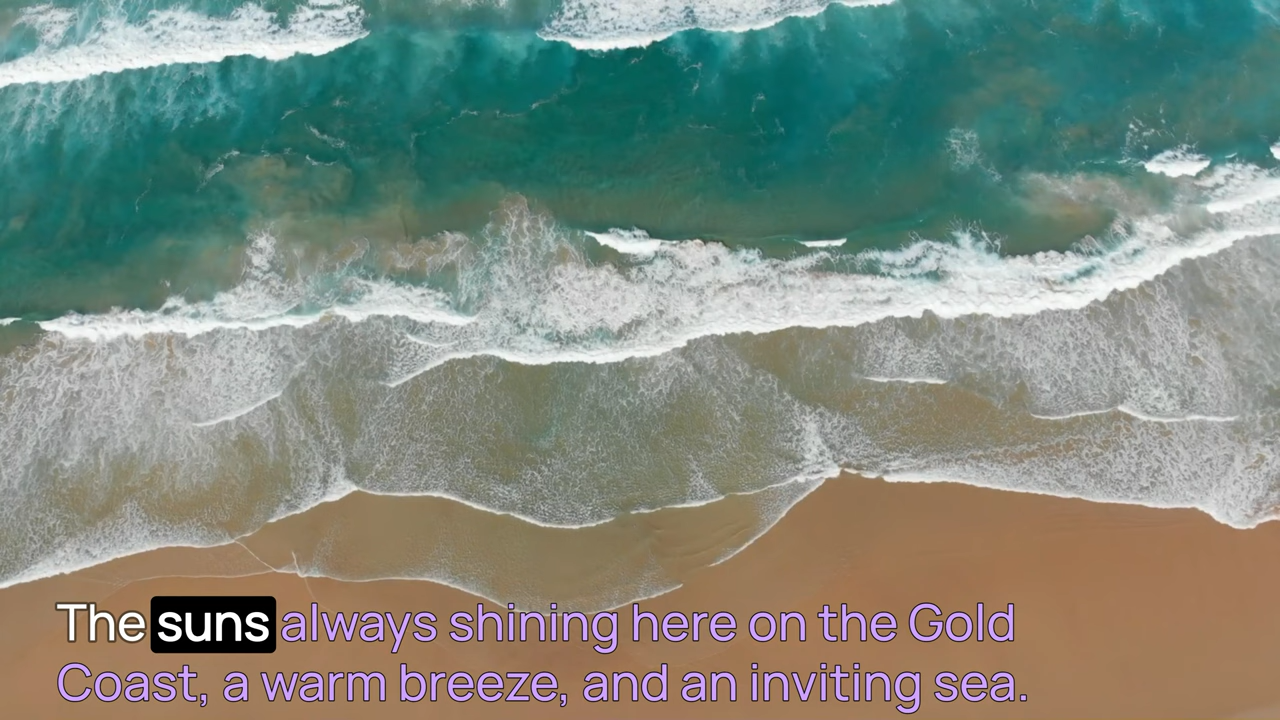 The suns always shining here on the Gold
Coast, a warm breeze, and an inviting sea.